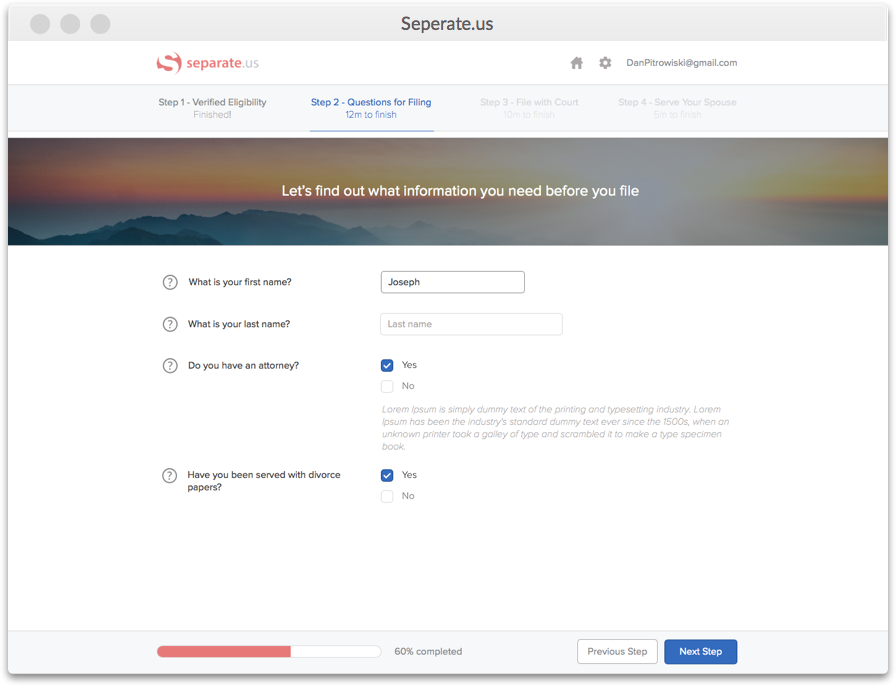 Seperate.us
separate.us
DanPitrowiski@gmail.com
Step 1 - Verified Eligibility
Finished!
Step 2 - Questions for Filing
12m to finish
Step 3 - File with Court
10m to finish
Step 4 - Serve Your Spouse
5m to finish
Let's find out what information you need before you file
? What is your first name?
Joseph
? What is your last name?
Last name
? Do you have an attorney?
Yes
No
Lorem Ipsum is simply dummy text of the printing and typesetting industry. Lorem
Ipsum has been the industry's standard dummy text ever since the 1500s, when an
unknown printer took a galley of type and scrambled it to make a type specimen
book.
? Have you been served with divorce
papers?
Yes
No
60% completed
Previous Step
Next Step